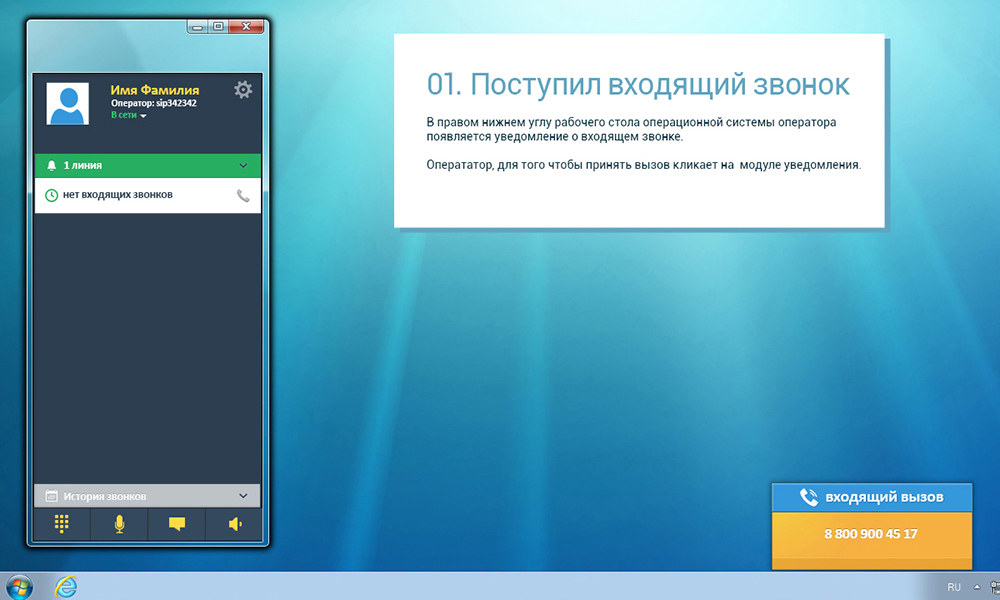 Имя Фамилия
Оператор: sip342342
В сети
1 линия
нет входящих звонков
История звонков
01. Поступил входящий звонок
В правом нижнем углу рабочего стола операционной системы оператора
появляется уведомление о входящем звонке.
Оперататор, для того чтобы принять вызов кликает на модуле уведомления.
входящий вызов
8 800 900 45 17
RU